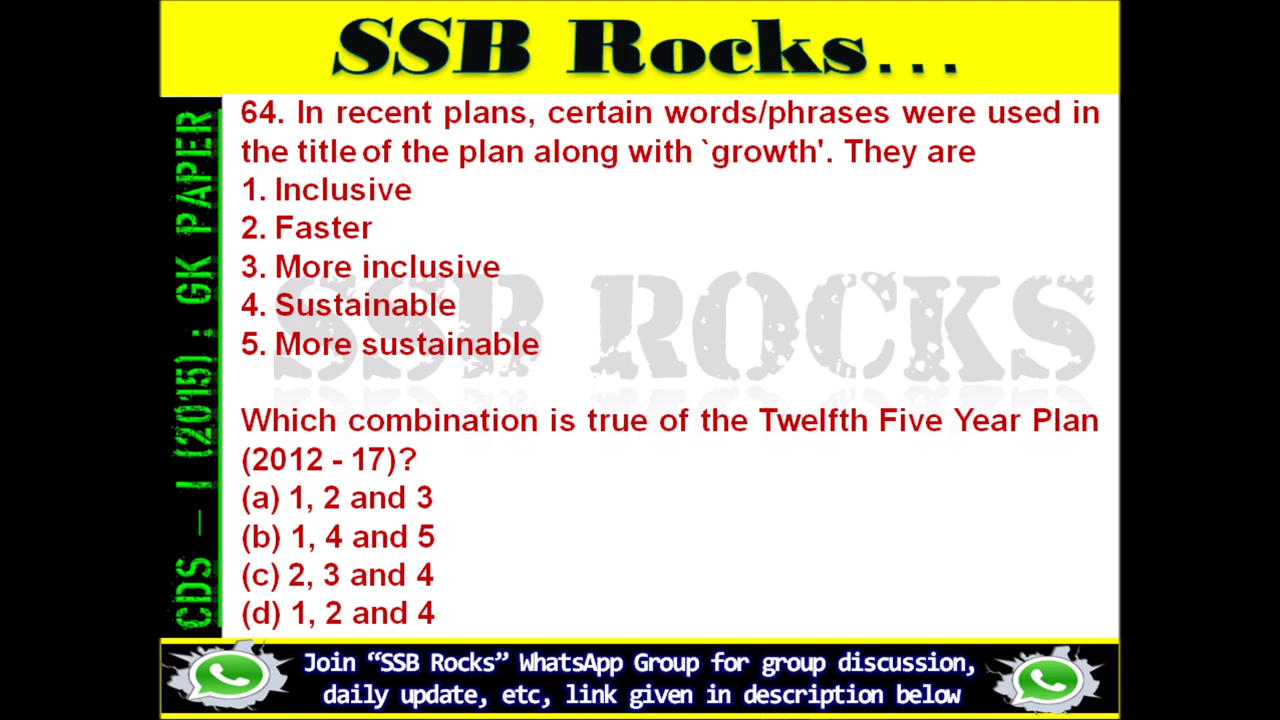 SSB Rocks...
CDS – I (2015) : GK PAPER
64. In recent plans, certain words/phrases were used in
the title of the plan along with `growth'. They are
1. Inclusive
2. Faster
3. More inclusive
4. Sustainable
5. More sustainable
SSB ROCKS
Which combination is true of the Twelfth Five Year Plan
(2012 - 17)?
(a) 1, 2 and 3
(b) 1, 4 and 5
(c) 2, 3 and 4
(d) 1, 2 and 4
Join “SSB Rocks” WhatsApp Group for group discussion,
daily update, etc, link given in description below